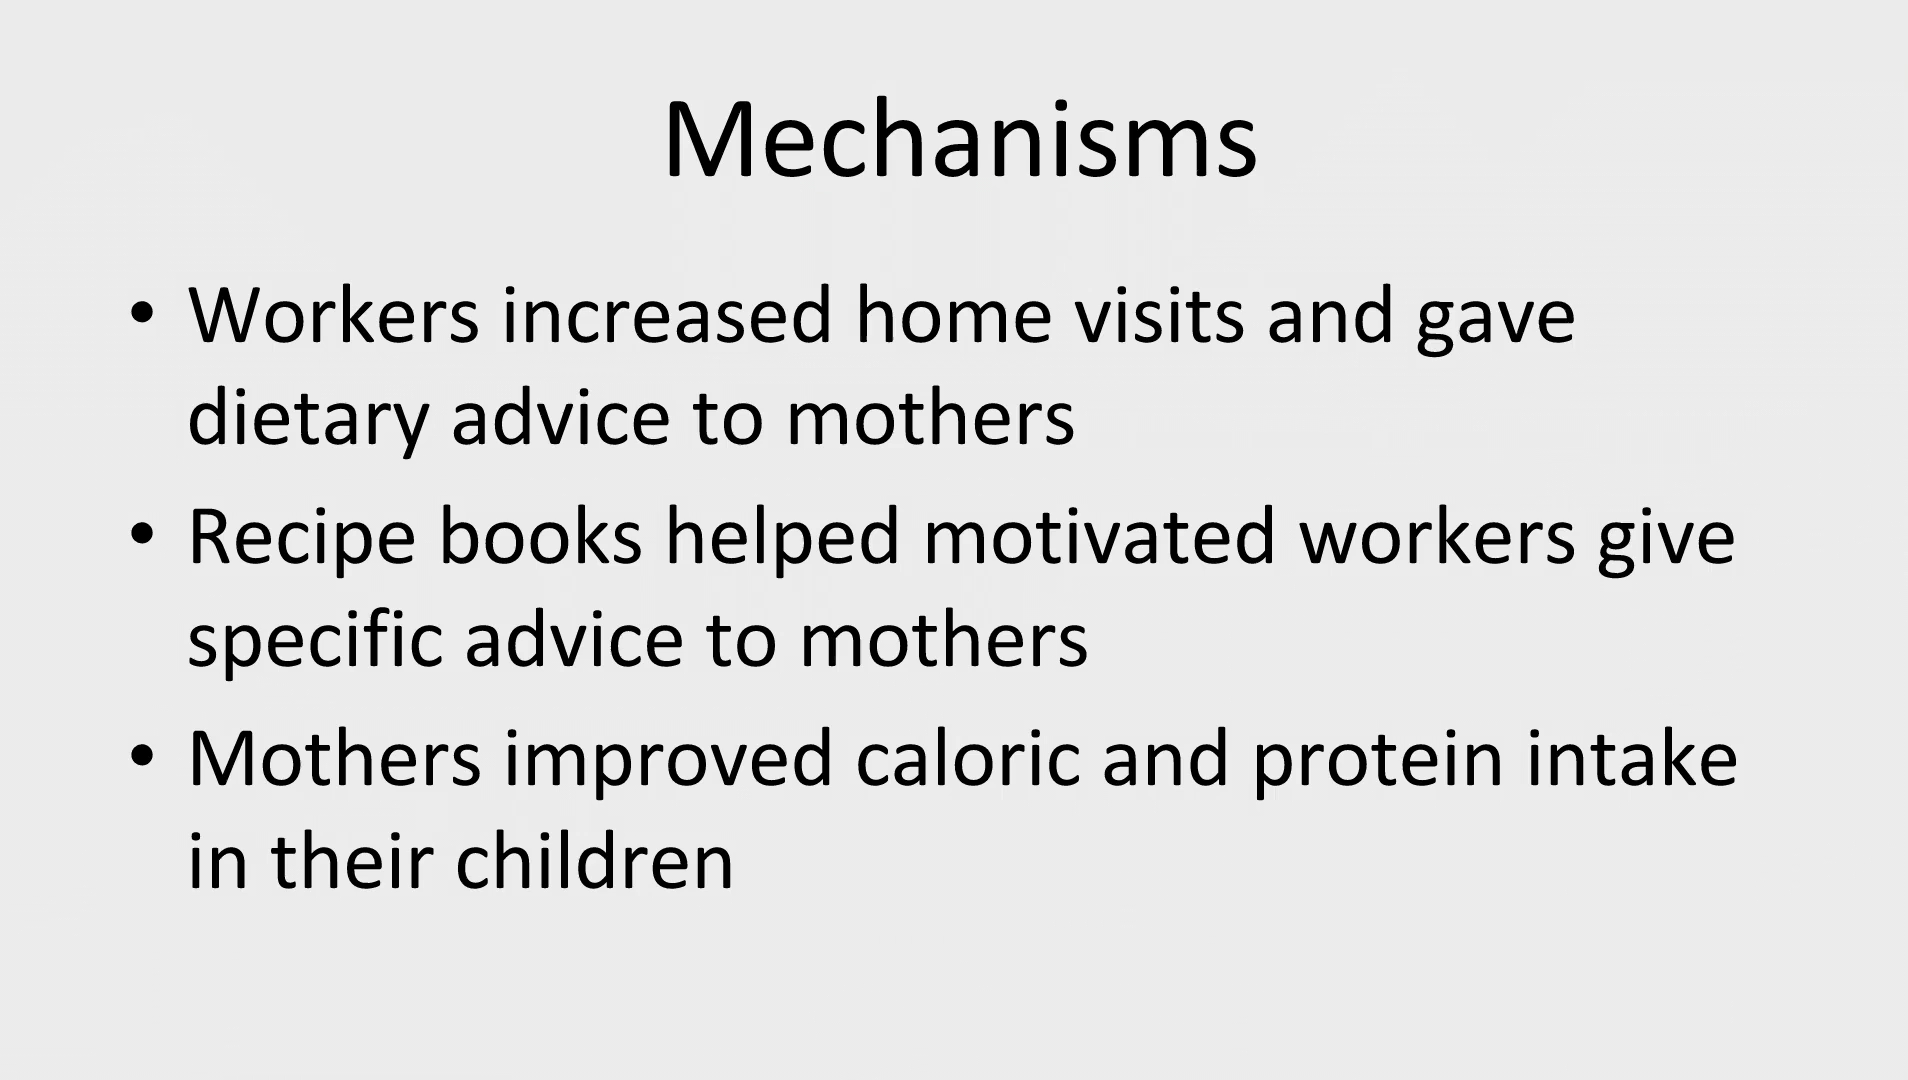 Mechanisms
• Workers increased home visits and gave
dietary advice to mothers
• Recipe books helped motivated workers give
specific advice to mothers
• Mothers improved caloric and protein intake
in their children